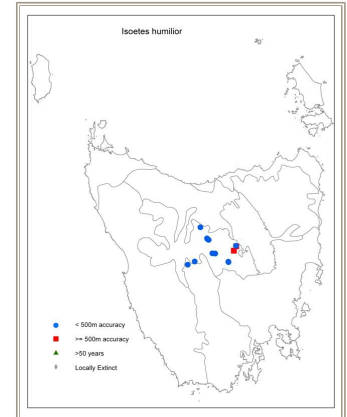 Isoetes humilior
< 500m accuracy
>= 500m accuracy
>50 years
Locally Extinct